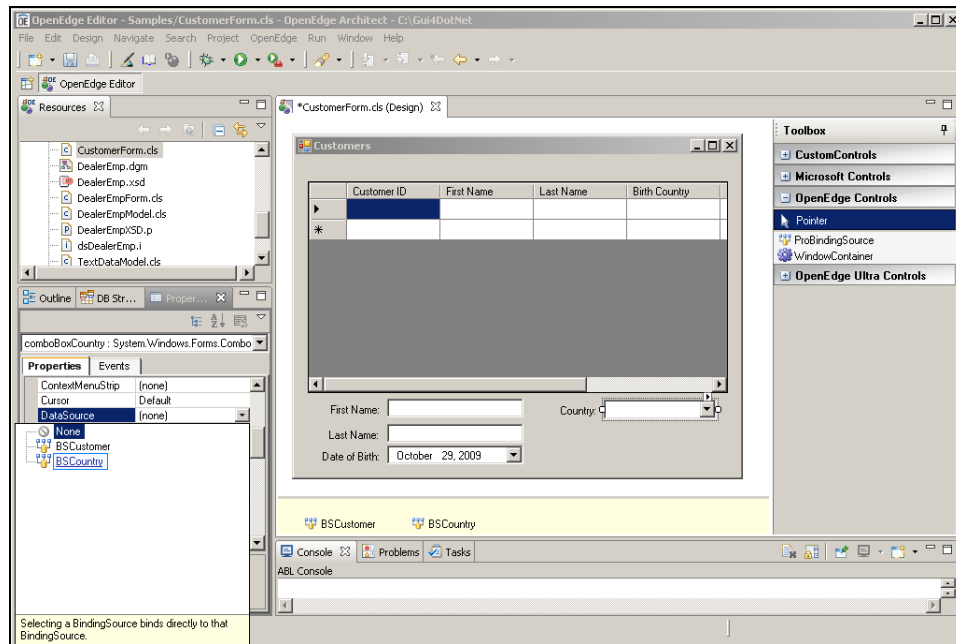 OpenEdge Editor - Samples/CustomerForm.cls - OpenEdge Architect - C:\Gui4DotNet
File Edit Design Navigate Search Project OpenEdge Run Window Help
OpenEdge Editor
Resources
CustomerForm.cls
DealerEmp.dgm
DealerEmp.xsd
DealerEmpForm.cls
DealerEmpModel.cls
DealerEmpXSD.p
dsDealerEmp.i
TextDataModel.cls
Outline DB Str... Proper...
comboBoxCountry : System.Windows.Forms.Combo
Properties Events
ContextMenuStrip (none)
Cursor Default
DataSource (none)
None
BSCustomer
BSCountry
Selecting a BindingSource binds directly to that
BindingSource.
*CustomerForm.cls (Design)
Customers
Customer ID First Name Last Name Birth Country
First Name:
Country:
Last Name:
Date of Birth: October 29, 2009
BSCustomer BSCountry
Toolbox
CustomControls
Microsoft Controls
OpenEdge Controls
Pointer
ProBindingSource
WindowContainer
OpenEdge Ultra Controls
Console Problems Tasks
ABL Console